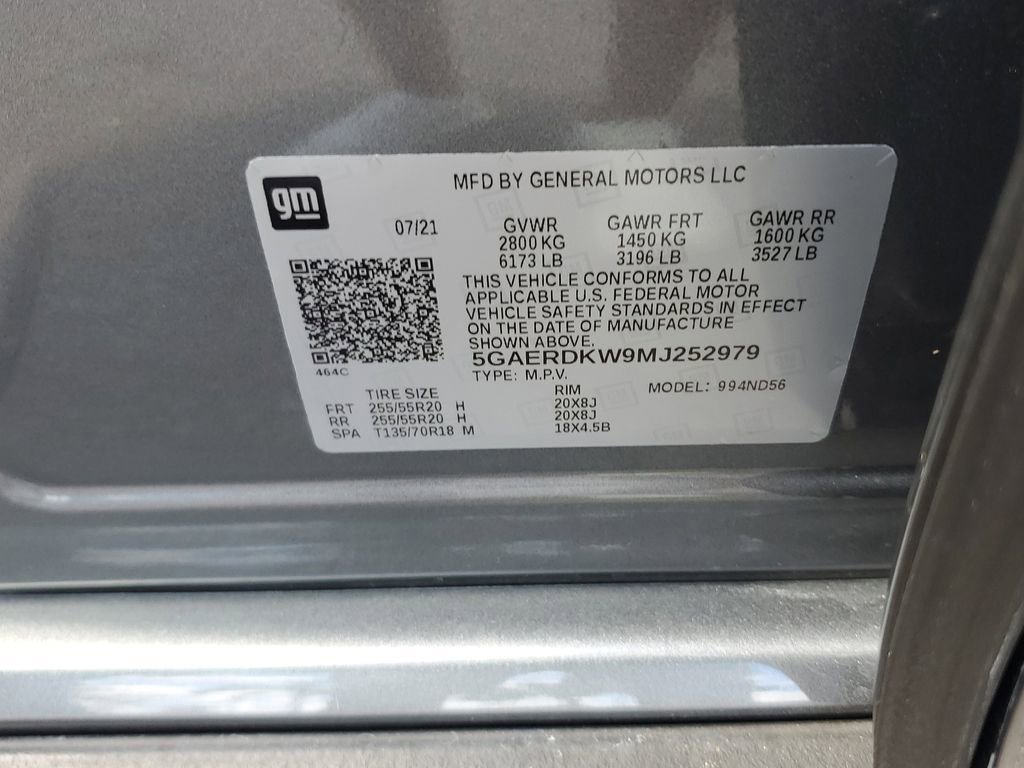 gm
MFD BY GENERAL MOTORS LLC
07/21
GVWR GAWR FRT GAWR RR
2800 KG 1450 KG 1600 KG
6173 LB 3196 LB 3527 LB
THIS VEHICLE CONFORMS TO ALL
APPLICABLE U.S. FEDERAL MOTOR
VEHICLE SAFETY STANDARDS IN EFFECT
ON THE DATE OF MANUFACTURE
SHOWN ABOVE.
464C
5GAERDKW9MJ252979
TYPE: M.P.V.
TIRE SIZE RIM MODEL: 994ND56
FRT 255/55R20 H 20X8J
RR 255/55R20 H 20X8J
SPA T135/70R18 M 18X4.5B